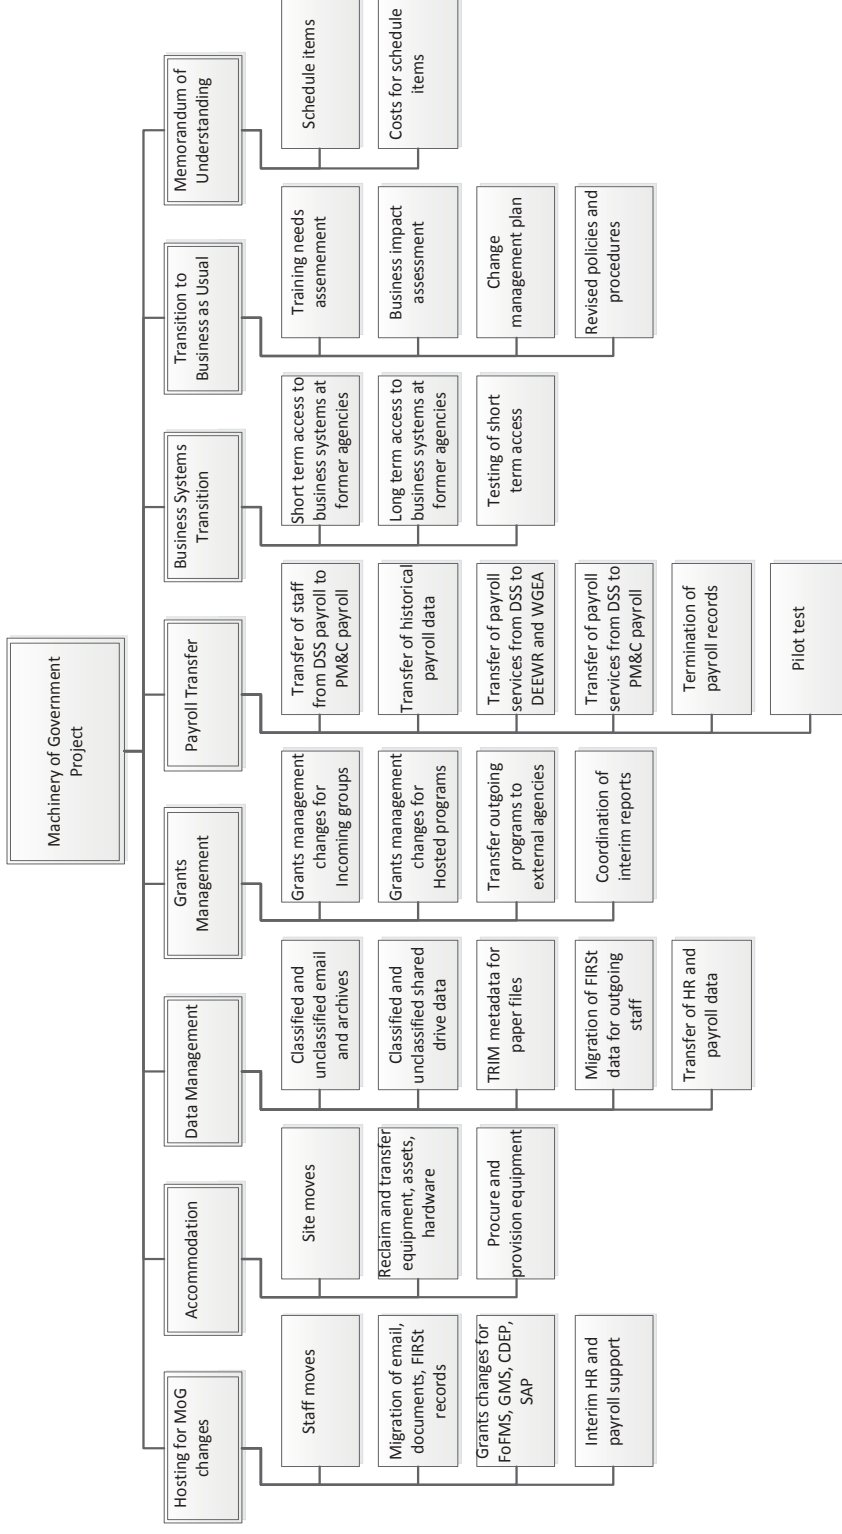 Machinery of Government
Project
Hosting for MoG
changes
Staff moves
Migration of email,
documents, FIRSt
records
Grants changes for
FoFMS, GMS, CDEP,
SAP
Interim HR and
payroll support
Accommodation
Site moves
Reclaim and transfer
equipment, assets,
hardware
Procure and
provision equipment
Data Management
Classified and
unclassified email
and archives
Classified and
unclassified shared
drive data
TRIM metadata for
paper files
Migration of FIRSt
data for outgoing
staff
Transfer of HR and
payroll data
Grants
Management
Grants management
changes for
Incoming groups
Grants management
changes for
Hosted programs
Transfer outgoing
programs to
external agencies
Coordination of
interim reports
Payroll Transfer
Transfer of staff
from DSS payroll to
PM&C payroll
Transfer of historical
payroll data
Transfer of payroll
services from DSS to
DEEWR and WGEA
Transfer of payroll
services from DSS to
PM&C payroll
Termination of
payroll records
Pilot test
Business Systems
Transition
Short term access to
business systems at
former agencies
Long term access to
business systems at
former agencies
Testing of short
term access
Transition to
Business as Usual
Training needs
assemement
Business impact
assessment
Change
management plan
Revised policies and
procedures
Memorandum of
Understanding
Schedule items
Costs for schedule
items